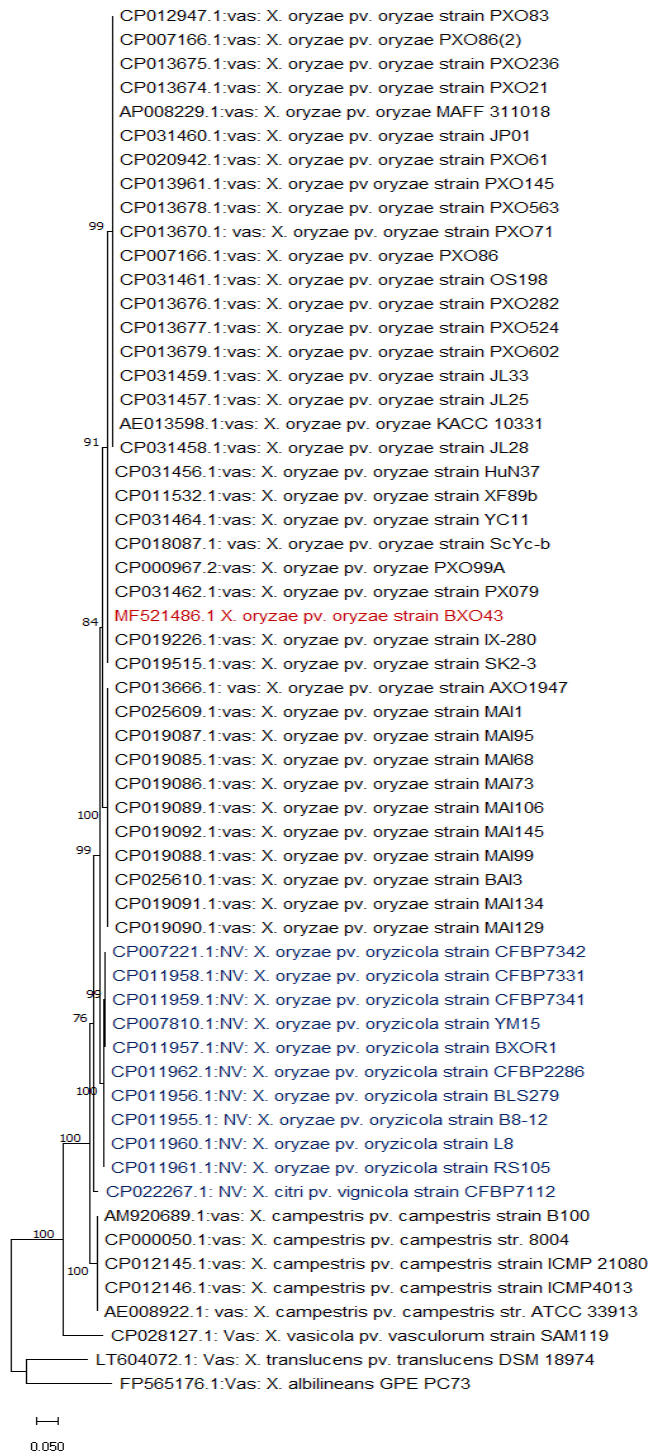 CP012947.1:vas: X. oryzae pv. oryzae strain PXO83
CP007166.1:vas: X. oryzae pv. oryzae PXO86(2)
CP013675.1:vas: X. oryzae pv. oryzae strain PXO236
CP013674.1:vas: X. oryzae pv. oryzae strain PXO21
AP008229.1:vas: X. oryzae pv. oryzae MAFF 311018
CP031460.1:vas: X. oryzae pv. oryzae strain JP01
CP020942.1:vas: X. oryzae pv. oryzae strain PXO61
CP013961.1:vas: X. oryzae pv oryzae strain PXO145
CP013678.1:vas: X. oryzae pv. oryzae strain PXO563
99
CP013670.1: vas: X. oryzae pv. oryzae strain PXO71
CP007166.1:vas: X. oryzae pv. oryzae PXO86
CP031461.1:vas: X. oryzae pv. oryzae strain OS198
CP013676.1:vas: X. oryzae pv. oryzae strain PXO282
CP013677.1:vas: X. oryzae pv. oryzae strain PXO524
CP013679.1:vas: X. oryzae pv. oryzae strain PXO602
CP031459.1:vas: X. oryzae pv. oryzae strain JL33
CP031457.1:vas: X. oryzae pv. oryzae strain JL25
AE013598.1:vas: X. oryzae pv. oryzae KACC 10331
91
CP031458.1:vas: X. oryzae pv. oryzae strain JL28
CP031456.1:vas: X. oryzae pv. oryzae strain HuN37
CP011532.1:vas: X. oryzae pv. oryzae strain XF89b
CP031464.1:vas: X. oryzae pv. oryzae strain YC11
CP018087.1: vas: X. oryzae pv. oryzae strain ScYc-b
CP000967.2:vas: X. oryzae pv. oryzae PXO99A
CP031462.1:vas: X. oryzae pv. oryzae strain PX079
84
MF521486.1 X. oryzae pv. oryzae strain BXO43
CP019226.1:vas: X. oryzae pv. oryzae strain IX-280
CP019515.1:vas: X. oryzae pv. oryzae strain SK2-3
CP013666.1: vas: X. oryzae pv. oryzae strain AXO1947
CP025609.1:vas: X. oryzae pv. oryzae strain MAI1
CP019087.1:vas: X. oryzae pv. oryzae strain MAI95
CP019085.1:vas: X. oryzae pv. oryzae strain MAI68
CP019086.1:vas: X. oryzae pv. oryzae strain MAI73
CP019089.1:vas: X. oryzae pv. oryzae strain MAI106
100
CP019092.1:vas: X. oryzae pv. oryzae strain MAI145
99
CP019088.1:vas: X. oryzae pv. oryzae strain MAI99
CP025610.1:vas: X. oryzae pv. oryzae strain BAI3
CP019091.1:vas: X. oryzae pv. oryzae strain MAI134
CP019090.1:vas: X. oryzae pv. oryzae strain MAI129
CP007221.1:NV: X. oryzae pv. oryzicola strain CFBP7342
CP011958.1:NV: X. oryzae pv. oryzicola strain CFBP7331
99
CP011959.1:NV: X. oryzae pv. oryzicola strain CFBP7341
76
CP007810.1:NV: X. oryzae pv. oryzicola strain YM15
CP011957.1:NV: X. oryzae pv. oryzicola strain BXOR1
CP011962.1:NV: X. oryzae pv. oryzicola strain CFBP2286
100
CP011956.1:NV: X. oryzae pv. oryzicola strain BLS279
CP011955.1: NV: X. oryzae pv. oryzicola strain B8-12
100
CP011960.1:NV: X. oryzae pv. oryzicola strain L8
CP011961.1:NV: X. oryzae pv. oryzicola strain RS105
CP022267.1: NV: X. citri pv. vignicola strain CFBP7112
AM920689.1:vas: X. campestris pv. campestris strain B100
100
CP000050.1:vas: X. campestris pv. campestris str. 8004
CP012145.1:vas: X. campestris pv. campestris strain ICMP 21080
100
CP012146.1:vas: X. campestris pv. campestris strain ICMP4013
AE008922.1: vas: X. campestris pv. campestris str. ATCC 33913
CP028127.1: Vas: X. vasicola pv. vasculorum strain SAM119
LT604072.1: Vas: X. translucens pv. translucens DSM 18974
FP565176.1:Vas: X. albilineans GPE PC73
0.050